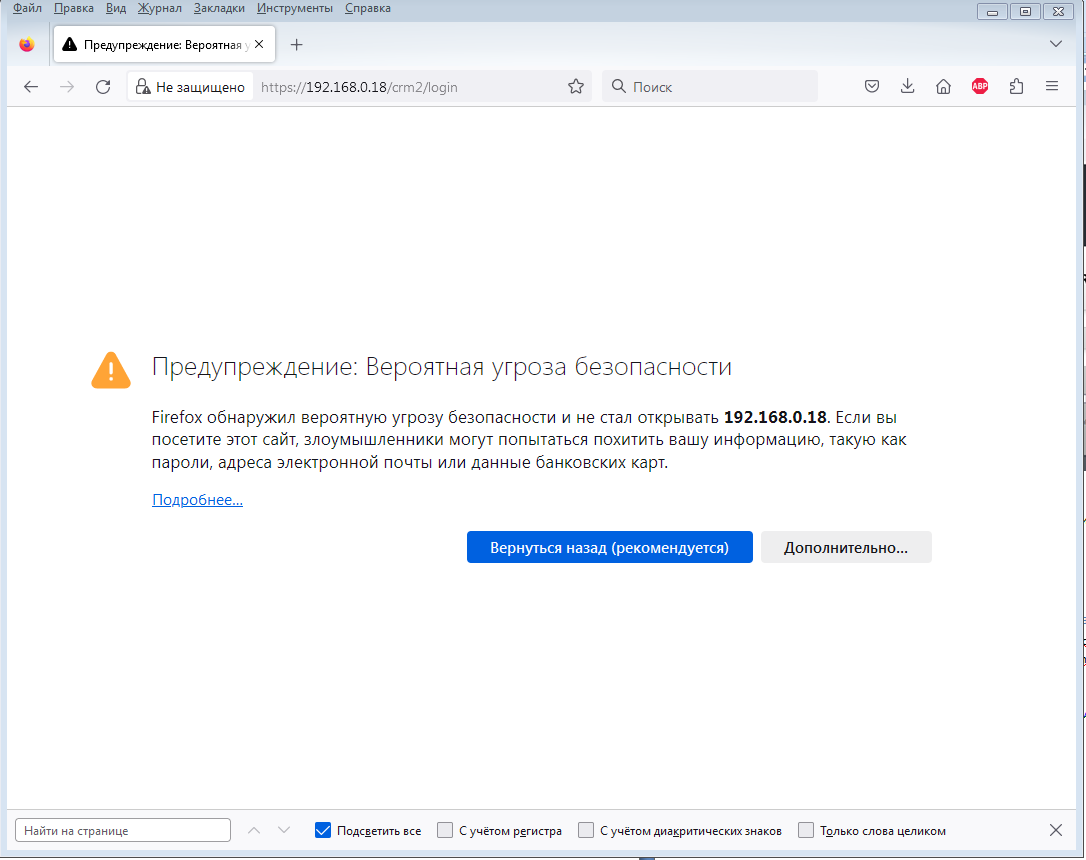 Файл Правка Вид Журнал Закладки Инструменты Справка
Предупреждение: Вероятная у
Не защищено https://192.168.0.18/crm2/login Поиск ABP
Предупреждение: Вероятная угроза безопасности
Firefox обнаружил вероятную угрозу безопасности и не стал открывать 192.168.0.18. Если вы
посетите этот сайт, злоумышленники могут попытаться похитить вашу информацию, такую как
пароли, адреса электронной почты или данные банковских карт.
Подробнее...
Вернуться назад (рекомендуется) Дополнительно...
Найти на странице Подсветить все С учётом регистра С учётом диакритических знаков Только слова целиком